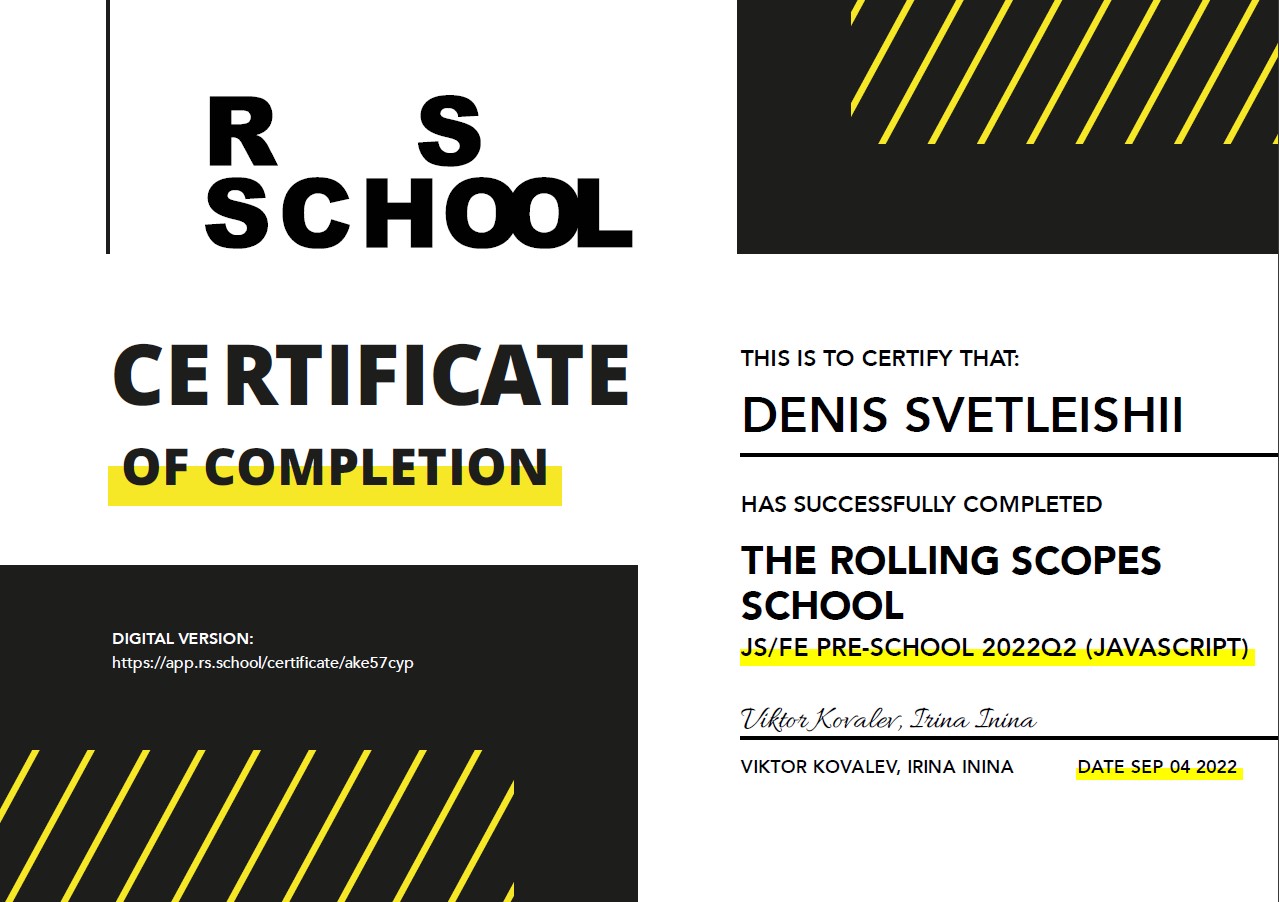 R S
SCHOOL
CERTIFICATE
OF COMPLETION
DIGITAL VERSION:
https://app.rs.school/certificate/ake57cyp
THIS IS TO CERTIFY THAT:
DENIS SVETLEISHII
HAS SUCCESSFULLY COMPLETED
THE ROLLING SCOPES
SCHOOL
JS/FE PRE-SCHOOL 2022Q2 (JAVASCRIPT)
Viktor Kovalev, Irina Inina
VIKTOR KOVALEV, IRINA ININA
DATE SEP 04 2022